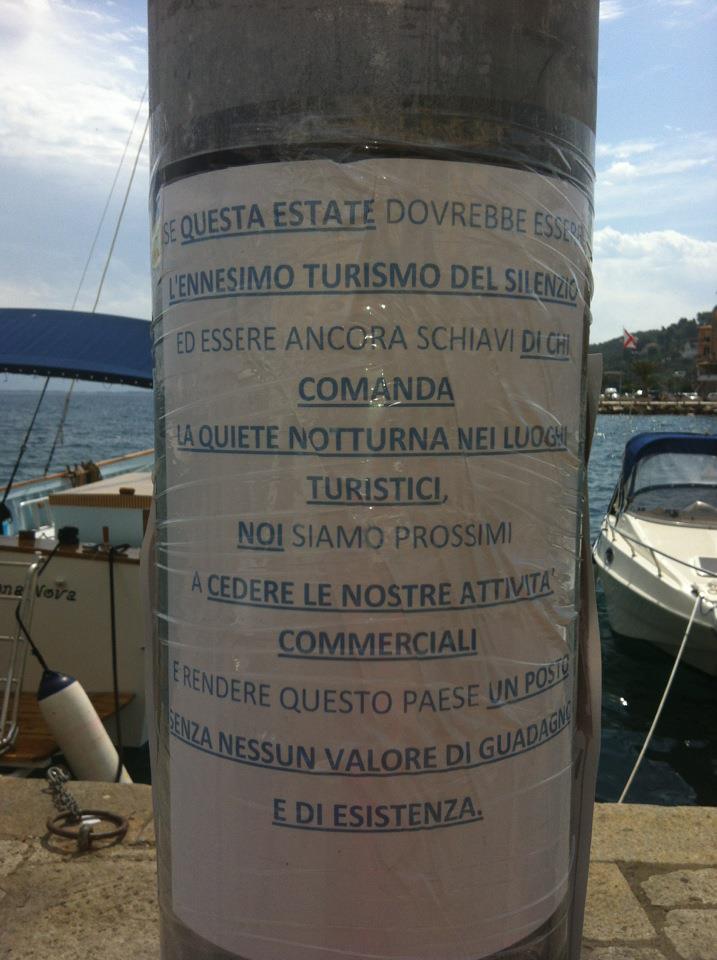 SE QUESTA ESTATE DOVREBBE ESSERE
L'ENNESIMO TURISMO DEL SILENZIO
ED ESSERE ANCORA SCHIAVI DI CHI
COMANDA
LA QUIETE NOTTURNA NEI LUOGHI
TURISTICI,
NOI SIAMO PROSSIMI
A CEDERE LE NOSTRE ATTIVITA'
COMMERCIALI
E RENDERE QUESTO PAESE UN POSTO
SENZA NESSUN VALORE DI GUADAGNO
E DI ESISTENZA.
Nova